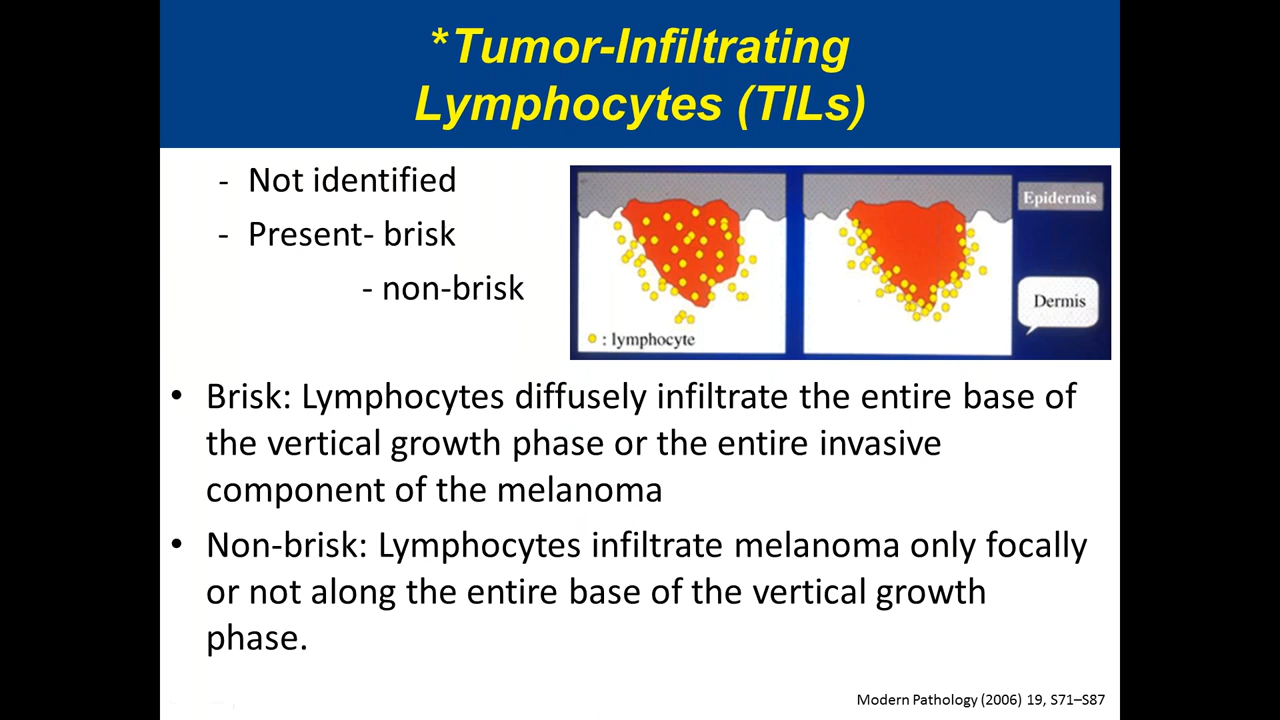 *Tumor-Infiltrating
Lymphocytes (TILs)
- Not identified
- Present- brisk
- non-brisk
Epidermis
Dermis
: lymphocyte
• Brisk: Lymphocytes diffusely infiltrate the entire base of
the vertical growth phase or the entire invasive
component of the melanoma
• Non-brisk: Lymphocytes infiltrate melanoma only focally
or not along the entire base of the vertical growth
phase.
Modern Pathology (2006) 19, S71–S87